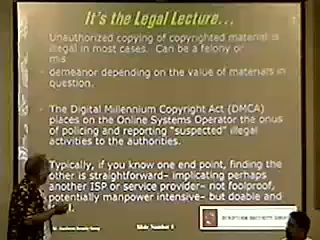 It's the Legal Lecture...
Unauthorized copying of copyrighted material is
illegal in most cases. Can be a felony or
mis
demeanor depending on the value of materials in
question.
The Digital Millennium Copyright Act (DMCA)
places on the Online Systems Operator the onus
of policing and reporting "suspected" illegal
activities to the authorities.
Typically, if you know one end point, finding the
other is straightforward– implicating perhaps
another ISP or service provider– not foolproof,
potentially manpower intensive– but doable and
Slide Number